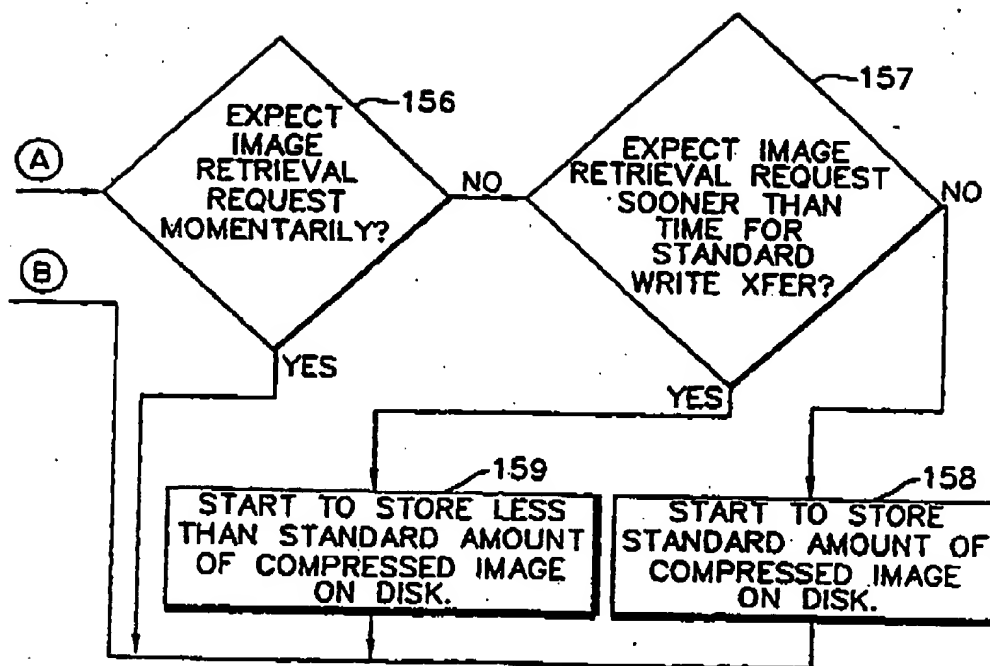 156
EXPECT
IMAGE
RETRIEVAL
REQUEST
MOMENTARILY?
A
NO
YES
B
157
EXPECT IMAGE
RETRIEVAL REQUEST
SOONER THAN
TIME FOR
STANDARD
WRITE XFER?
NO
YES
159
START TO STORE LESS
THAN STANDARD AMOUNT
OF COMPRESSED IMAGE
ON DISK.
158
START TO STORE
STANDARD AMOUNT OF
COMPRESSED IMAGE
ON DISK.